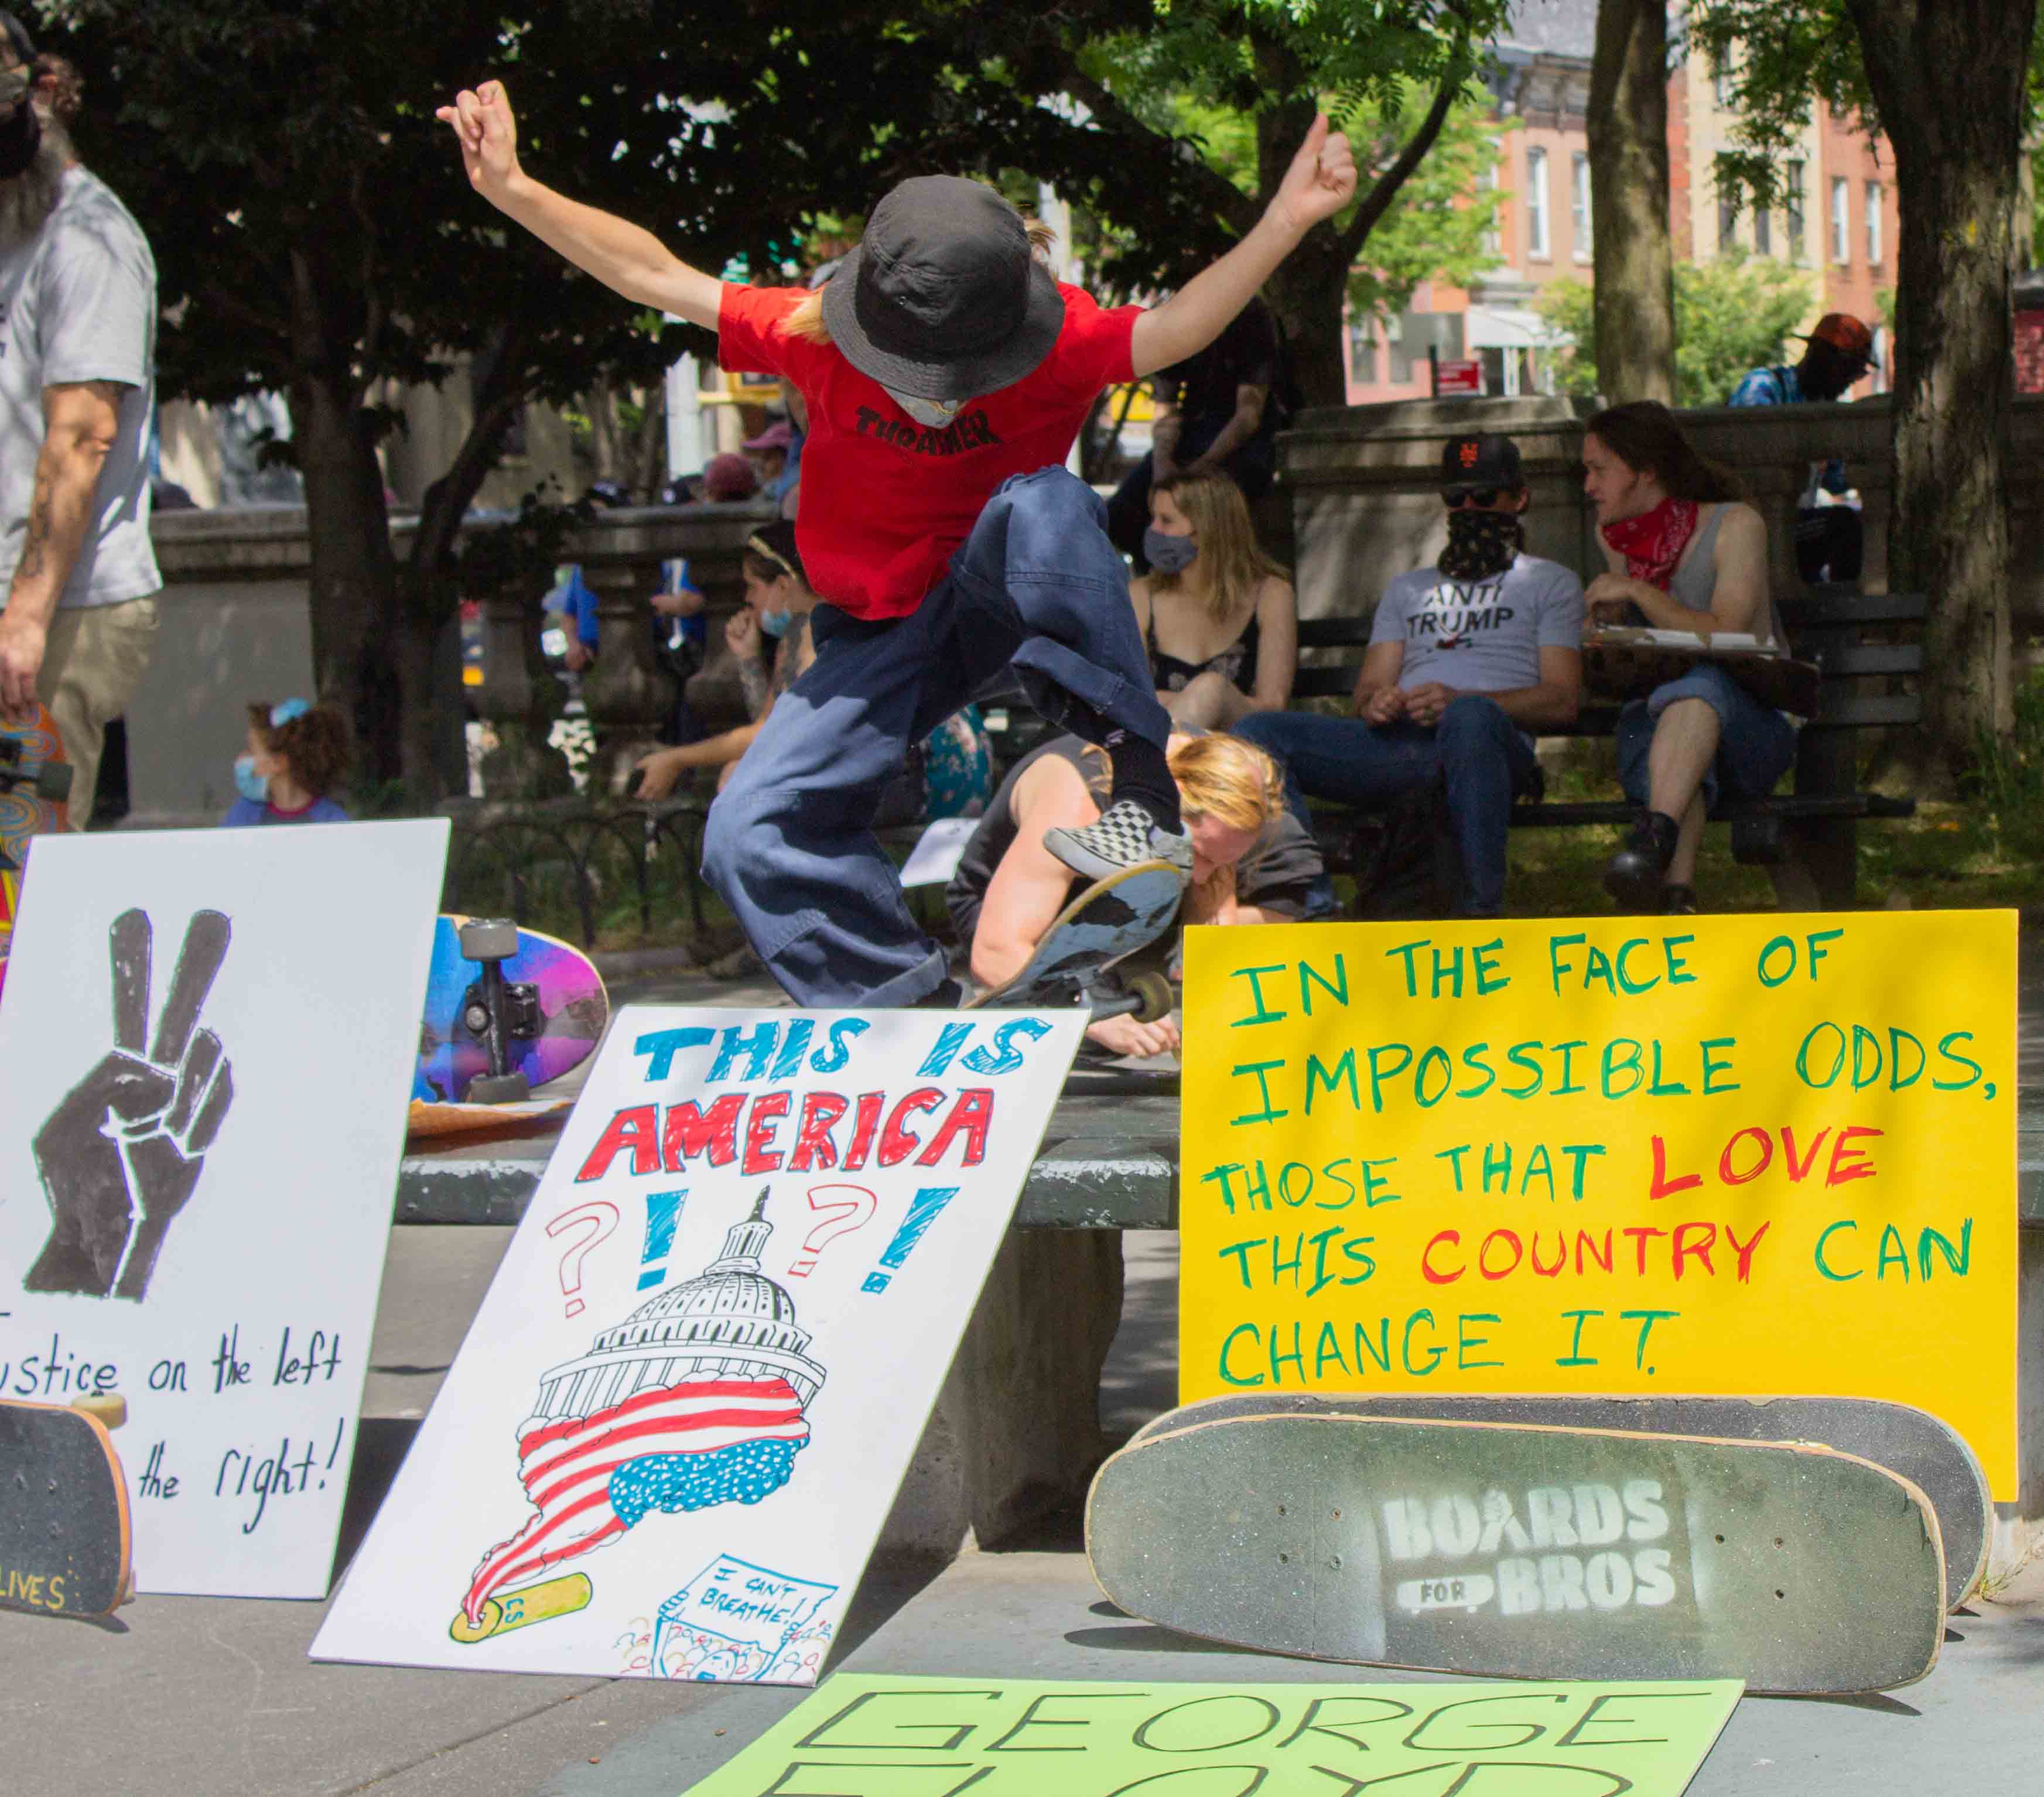 THRASHER
ANTI
TRUMP
ustice on the left
the right!
LIVES
THIS IS
AMERICA
?! ?!
CS
I CAN'T
BREATHE!
IN THE FACE OF
IMPOSSIBLE ODDS,
THOSE THAT LOVE
THIS COUNTRY CAN
CHANGE IT.
BOARDS
FOR BROS
GEORGE
FLOYD